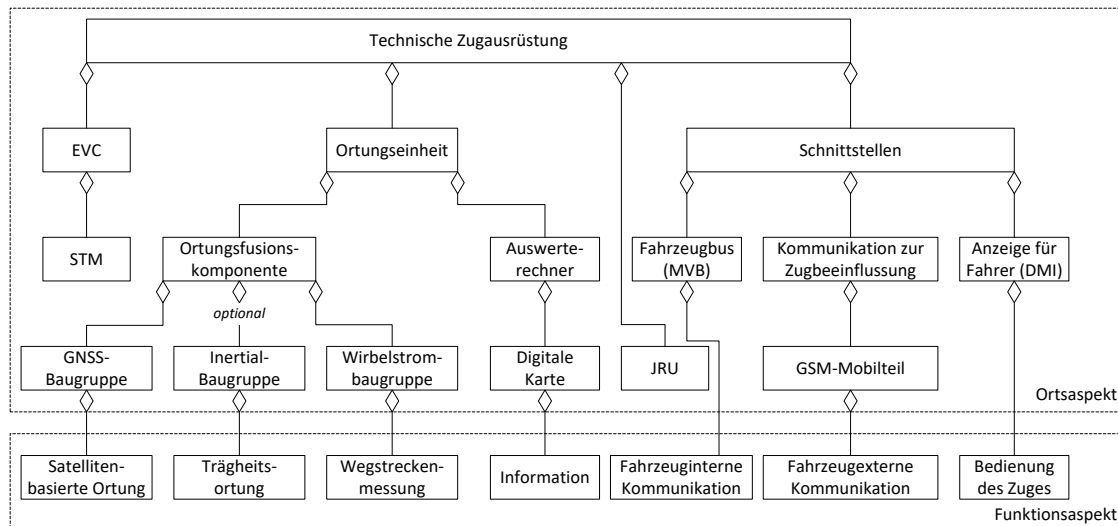 Technische Zugausrüstung
EVC
Ortungseinheit
Schnittstellen
STM
Ortungsfusions-
komponente
Auswerte-
rechner
Fahrzeugbus
(MVB)
Kommunikation zur
Zugbeeinflussung
Anzeige für
Fahrer (DMI)
optional
GNSS-
Baugruppe
Inertial-
Baugruppe
Wirbelstrom-
baugruppe
Digitale
Karte
JRU
GSM-Mobilteil
Ortsaspekt
Satelliten-
basierte Ortung
Trägheits-
ortung
Wegstrecken-
messung
Information
Fahrzeuginterne
Kommunikation
Fahrzeugexterne
Kommunikation
Bedienung
des Zuges
Funktionsaspekt